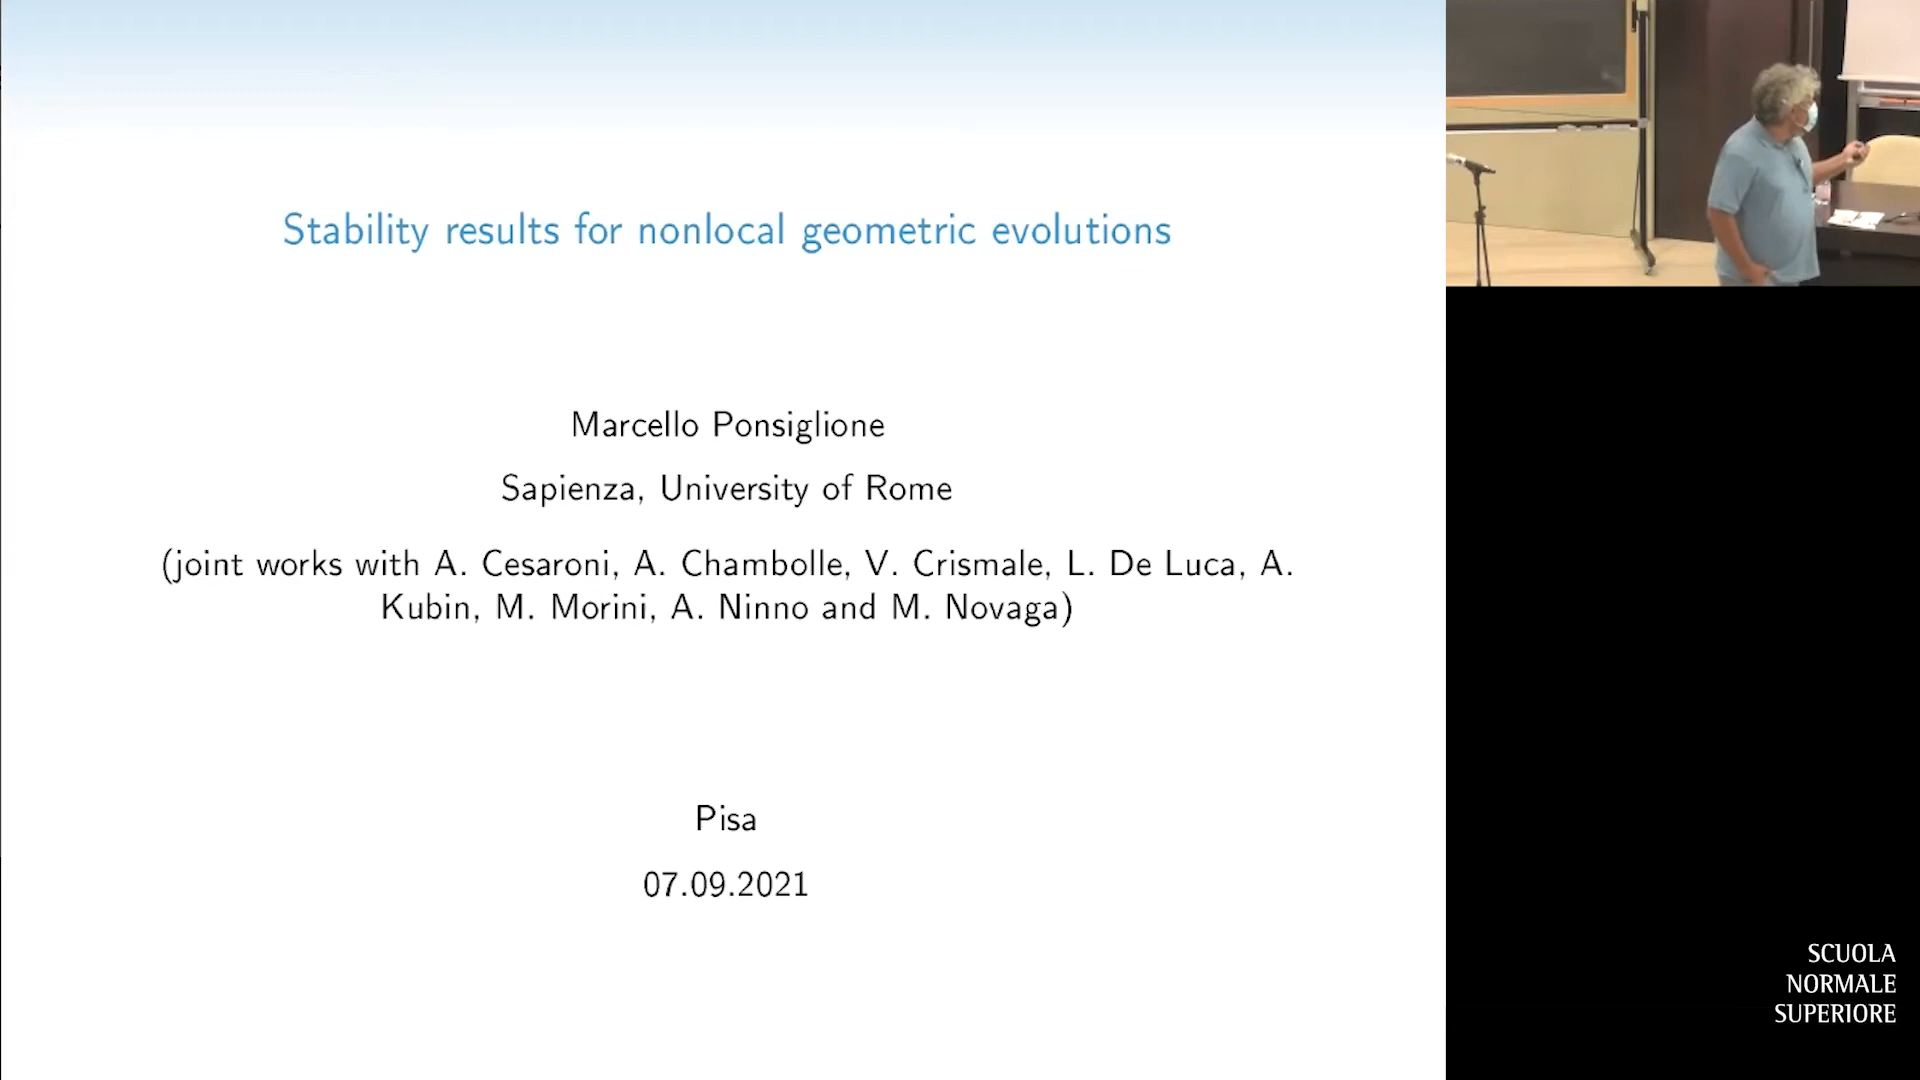 Stability results for nonlocal geometric evolutions
Marcello Ponsiglione
Sapienza, University of Rome
(joint works with A. Cesaroni, A. Chambolle, V. Crismale, L. De Luca, A.
Kubin, M. Morini, A. Ninno and M. Novaga)
Pisa
07.09.2021
SCUOLA
NORMALE
SUPERIORE